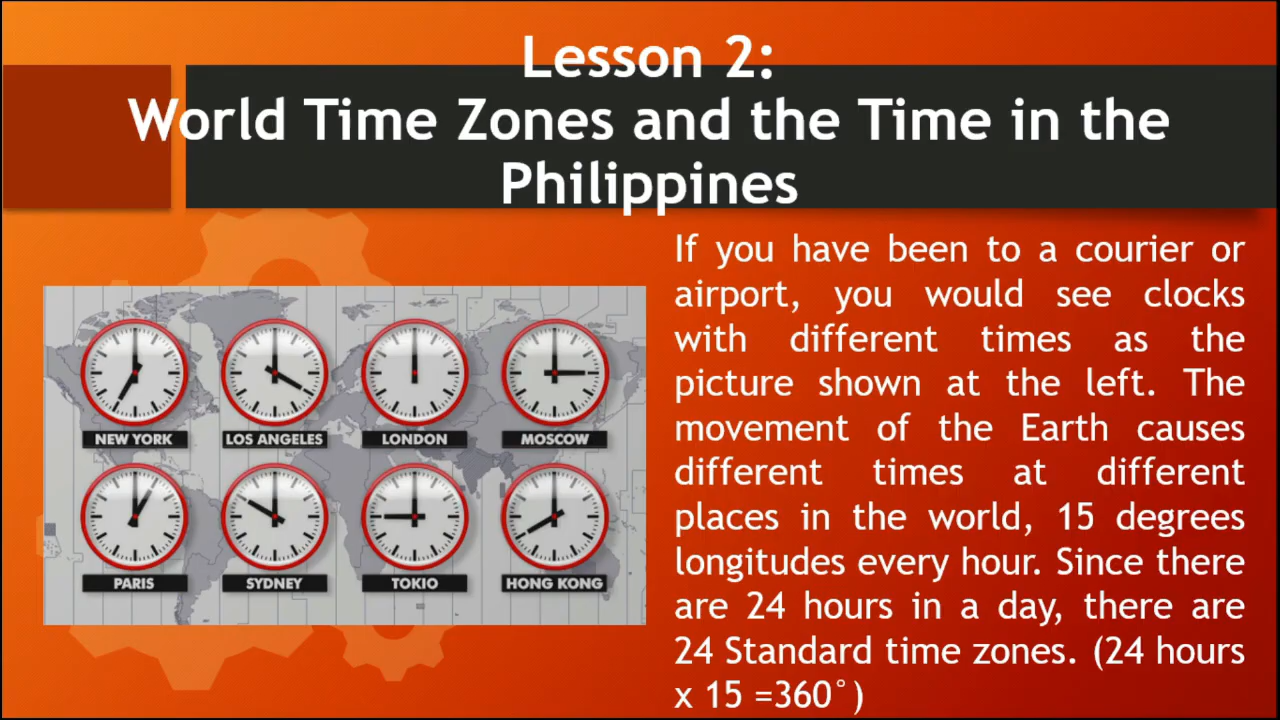 Lesson 2:
World Time Zones and the Time in the
Philippines
NEW YORK
LOS ANGELES
LONDON
MOSCOW
PARIS
SYDNEY
TOKIO
HONG KONG
If you have been to a courier or
airport, you would see clocks
with different times as the
picture shown at the left. The
movement of the Earth causes
different times at different
places in the world, 15 degrees
longitudes every hour. Since there
are 24 hours in a day, there are
24 Standard time zones. (24 hours
x 15 =360˚)